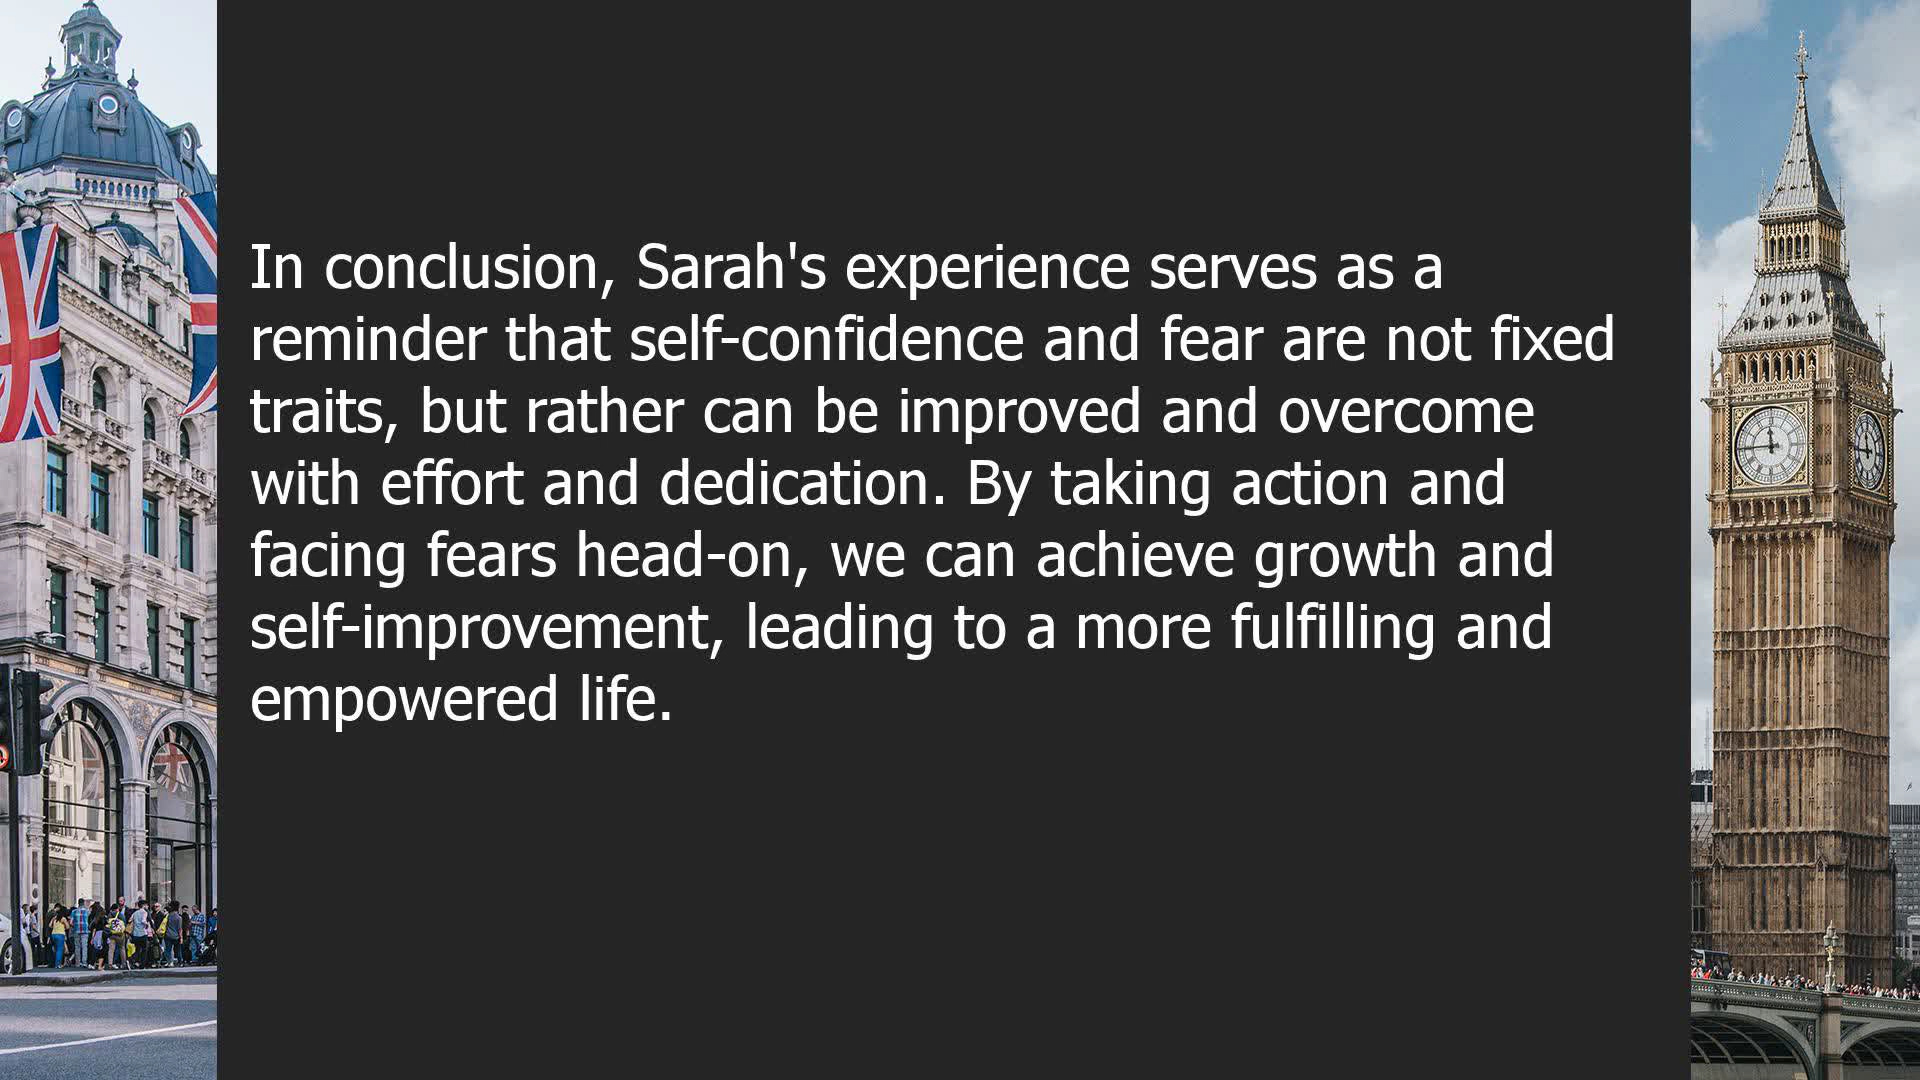 In conclusion, Sarah's experience serves as a
reminder that self-confidence and fear are not fixed
traits, but rather can be improved and overcome
with effort and dedication. By taking action and
facing fears head-on, we can achieve growth and
self-improvement, leading to a more fulfilling and
empowered life.